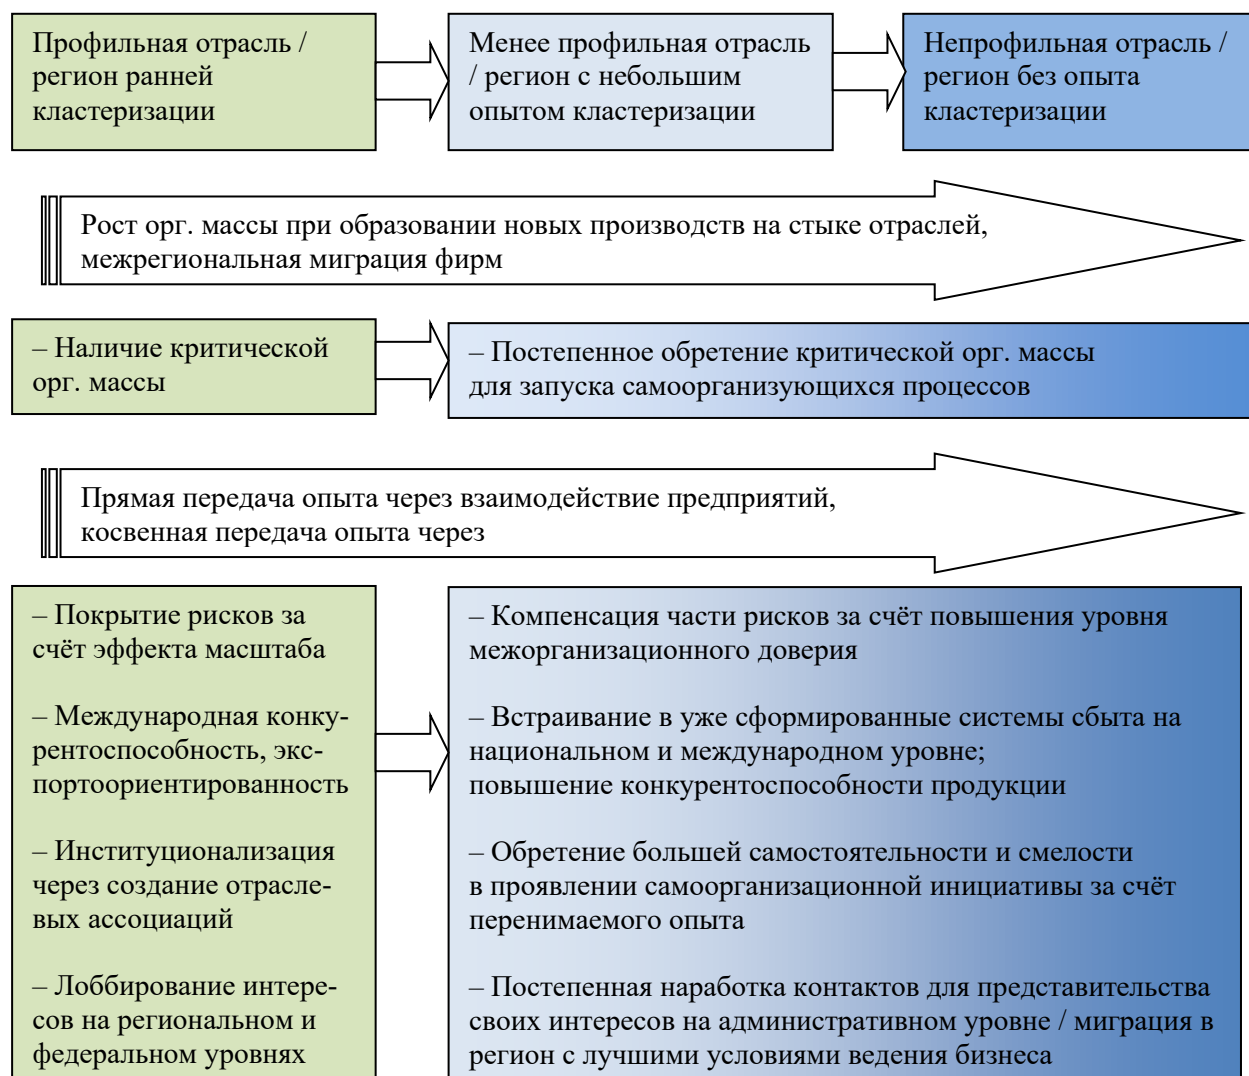 Профильная отрасль /
регион ранней
кластеризации
Менее профильная отрасль
/ регион с небольшим
опытом кластеризации
Непрофильная отрасль /
регион без опыта
кластеризации
Рост орг. массы при образовании новых производств на стыке отраслей,
межрегиональная миграция фирм
– Наличие критической
орг. массы
– Постепенное обретение критической орг. массы
для запуска самоорганизующихся процессов
Прямая передача опыта через взаимодействие предприятий,
косвенная передача опыта через
– Покрытие рисков за
счёт эффекта масштаба
– Международная конку-
рентоспособность, экс-
портоориентированность
– Институционализация
через создание отрасле-
вых ассоциаций
– Лоббирование интере-
сов на региональном и
федеральном уровнях
– Компенсация части рисков за счёт повышения уровня
межорганизационного доверия
– Встраивание в уже сформированные системы сбыта на
национальном и международном уровне;
повышение конкурентоспособности продукции
– Обретение большей самостоятельности и смелости
в проявлении самоорганизационной инициативы за счёт
перенимаемого опыта
– Постепенная наработка контактов для представительства
своих интересов на административном уровне / миграция в
регион с лучшими условиями ведения бизнеса